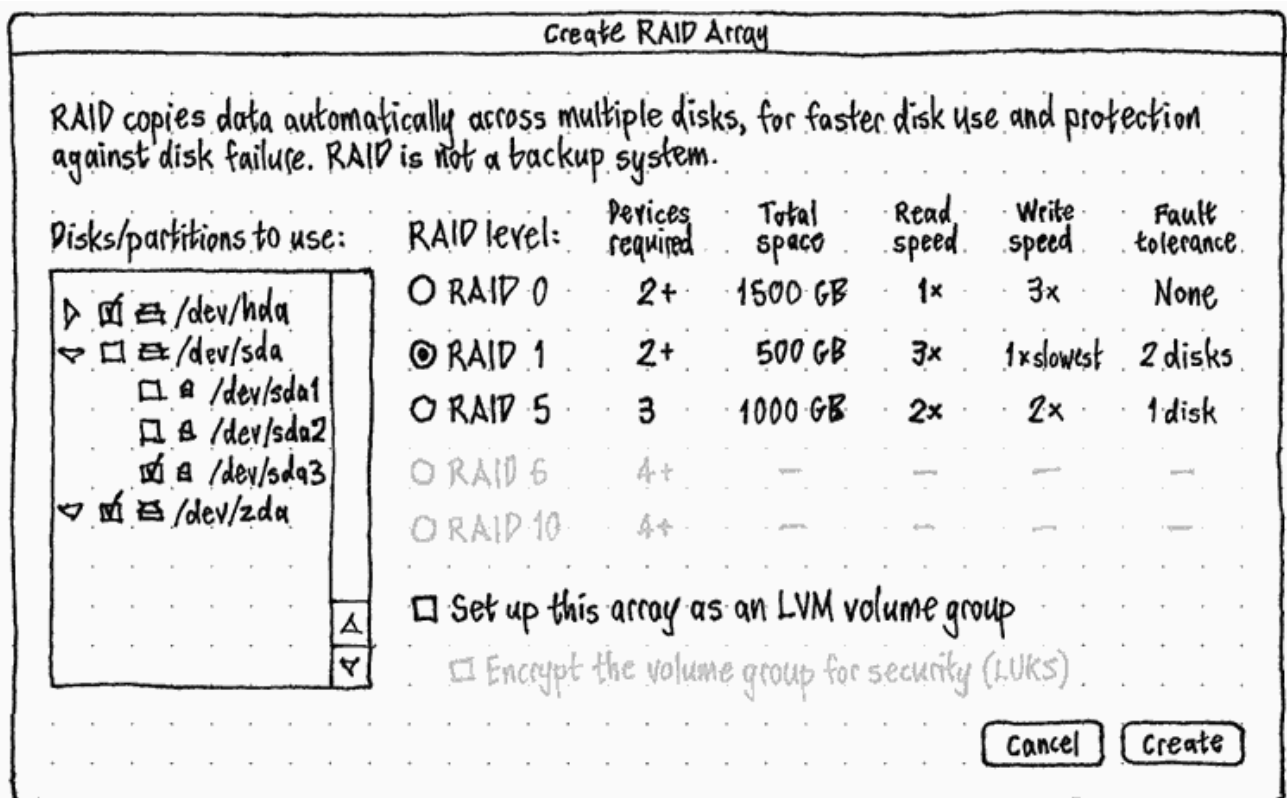 Create RAID Array
RAID copies data automatically across multiple disks, for faster disk use and protection
against disk failure. RAID is not a backup system.
Disks/partitions to use:
/dev/hda
/dev/sda
/dev/sda1
/dev/sda2
/dev/sda3
/dev/zda
RAID level: Devices required Total space Read speed Write speed Fault tolerance
RAID 0 2+ 1500 GB 1x 3x None
RAID 1 2+ 500 GB 3x 1x slowest 2 disks
RAID 5 3 1000 GB 2x 2x 1 disk
RAID 6 4+ — — — —
RAID 10 4+ — — — —
Set up this array as an LVM volume group
Encrypt the volume group for security (LUKS)
Cancel Create